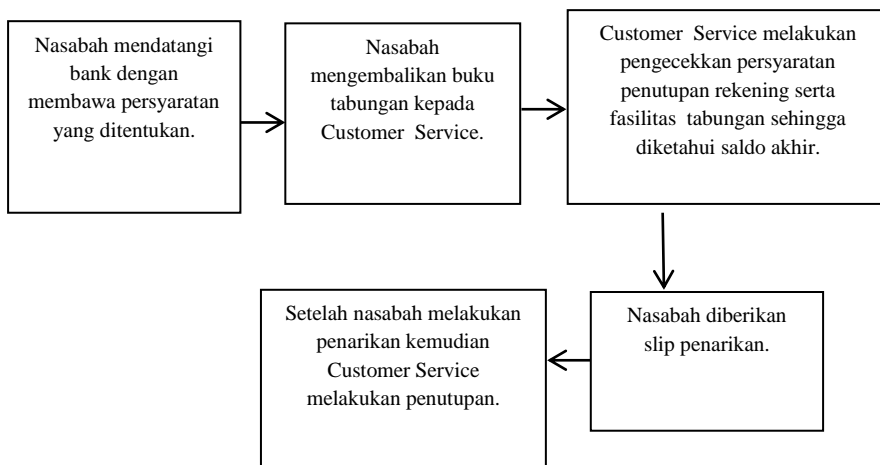 Nasabah mendatangi
bank dengan
membawa persyaratan
yang ditentukan.
Nasabah
mengembalikan buku
tabungan kepada
Customer Service.
Customer Service melakukan
pengecekkan persyaratan
penutupan rekening serta
fasilitas tabungan sehingga
diketahui saldo akhir.
Nasabah diberikan
slip penarikan.
Setelah nasabah melakukan
penarikan kemudian
Customer Service
melakukan penutupan.